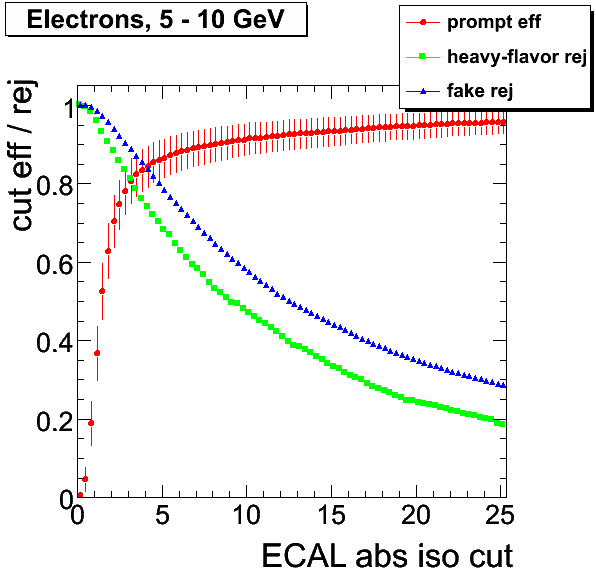 Electrons, 5 - 10 GeV
prompt eff
heavy-flavor rej
fake rej
cut eff / rej
1
0.8
0.6
0.4
0.2
0
0 5 10 15 20 25
ECAL abs iso cut